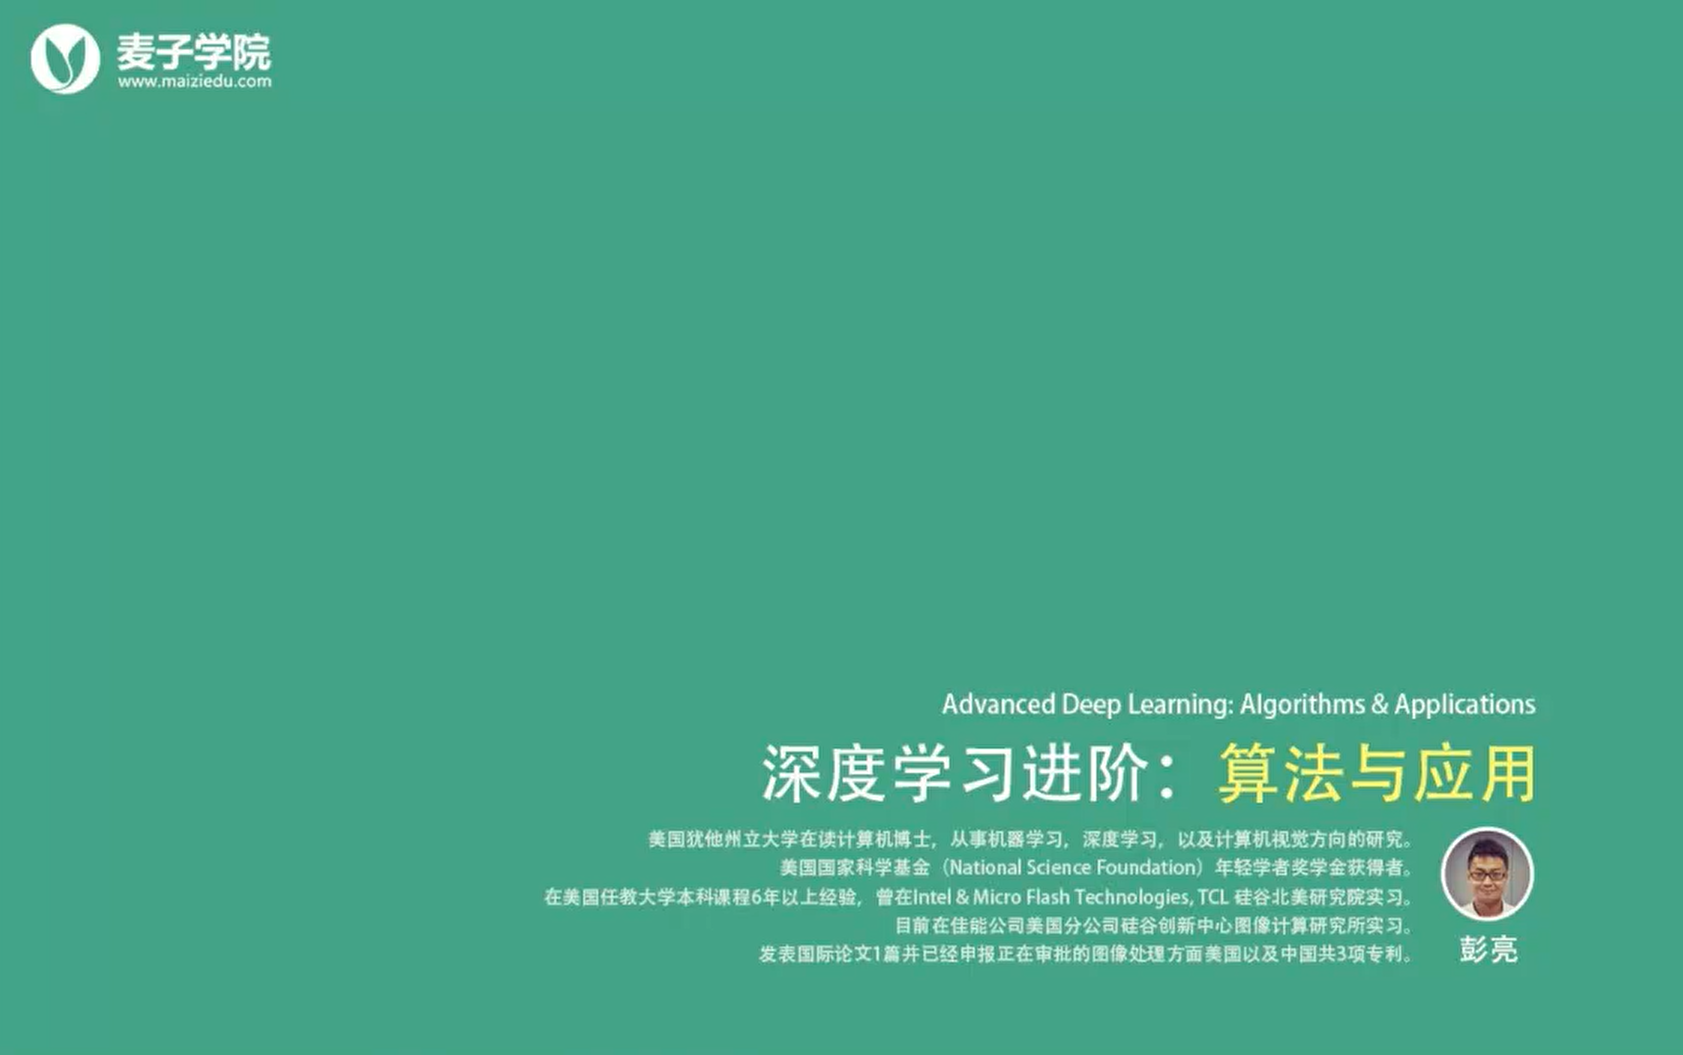 麦子学院
www.maiziedu.com
Advanced Deep Learning: Algorithms & Applications
深度学习进阶：算法与应用
美国犹他州立大学在读计算机博士，从事机器学习，深度学习，以及计算机视觉方向的研究。
美国国家科学基金（National Science Foundation）年轻学者奖学金获得者。
在美国任教大学本科课程6年以上经验，曾在Intel & Micro Flash Technologies, TCL 硅谷北美研究院实习。
目前在佳能公司美国分公司硅谷创新中心图像计算研究所实习。
发表国际论文1篇并已经申报正在审批的图像处理方面美国以及中国共3项专利。
彭亮